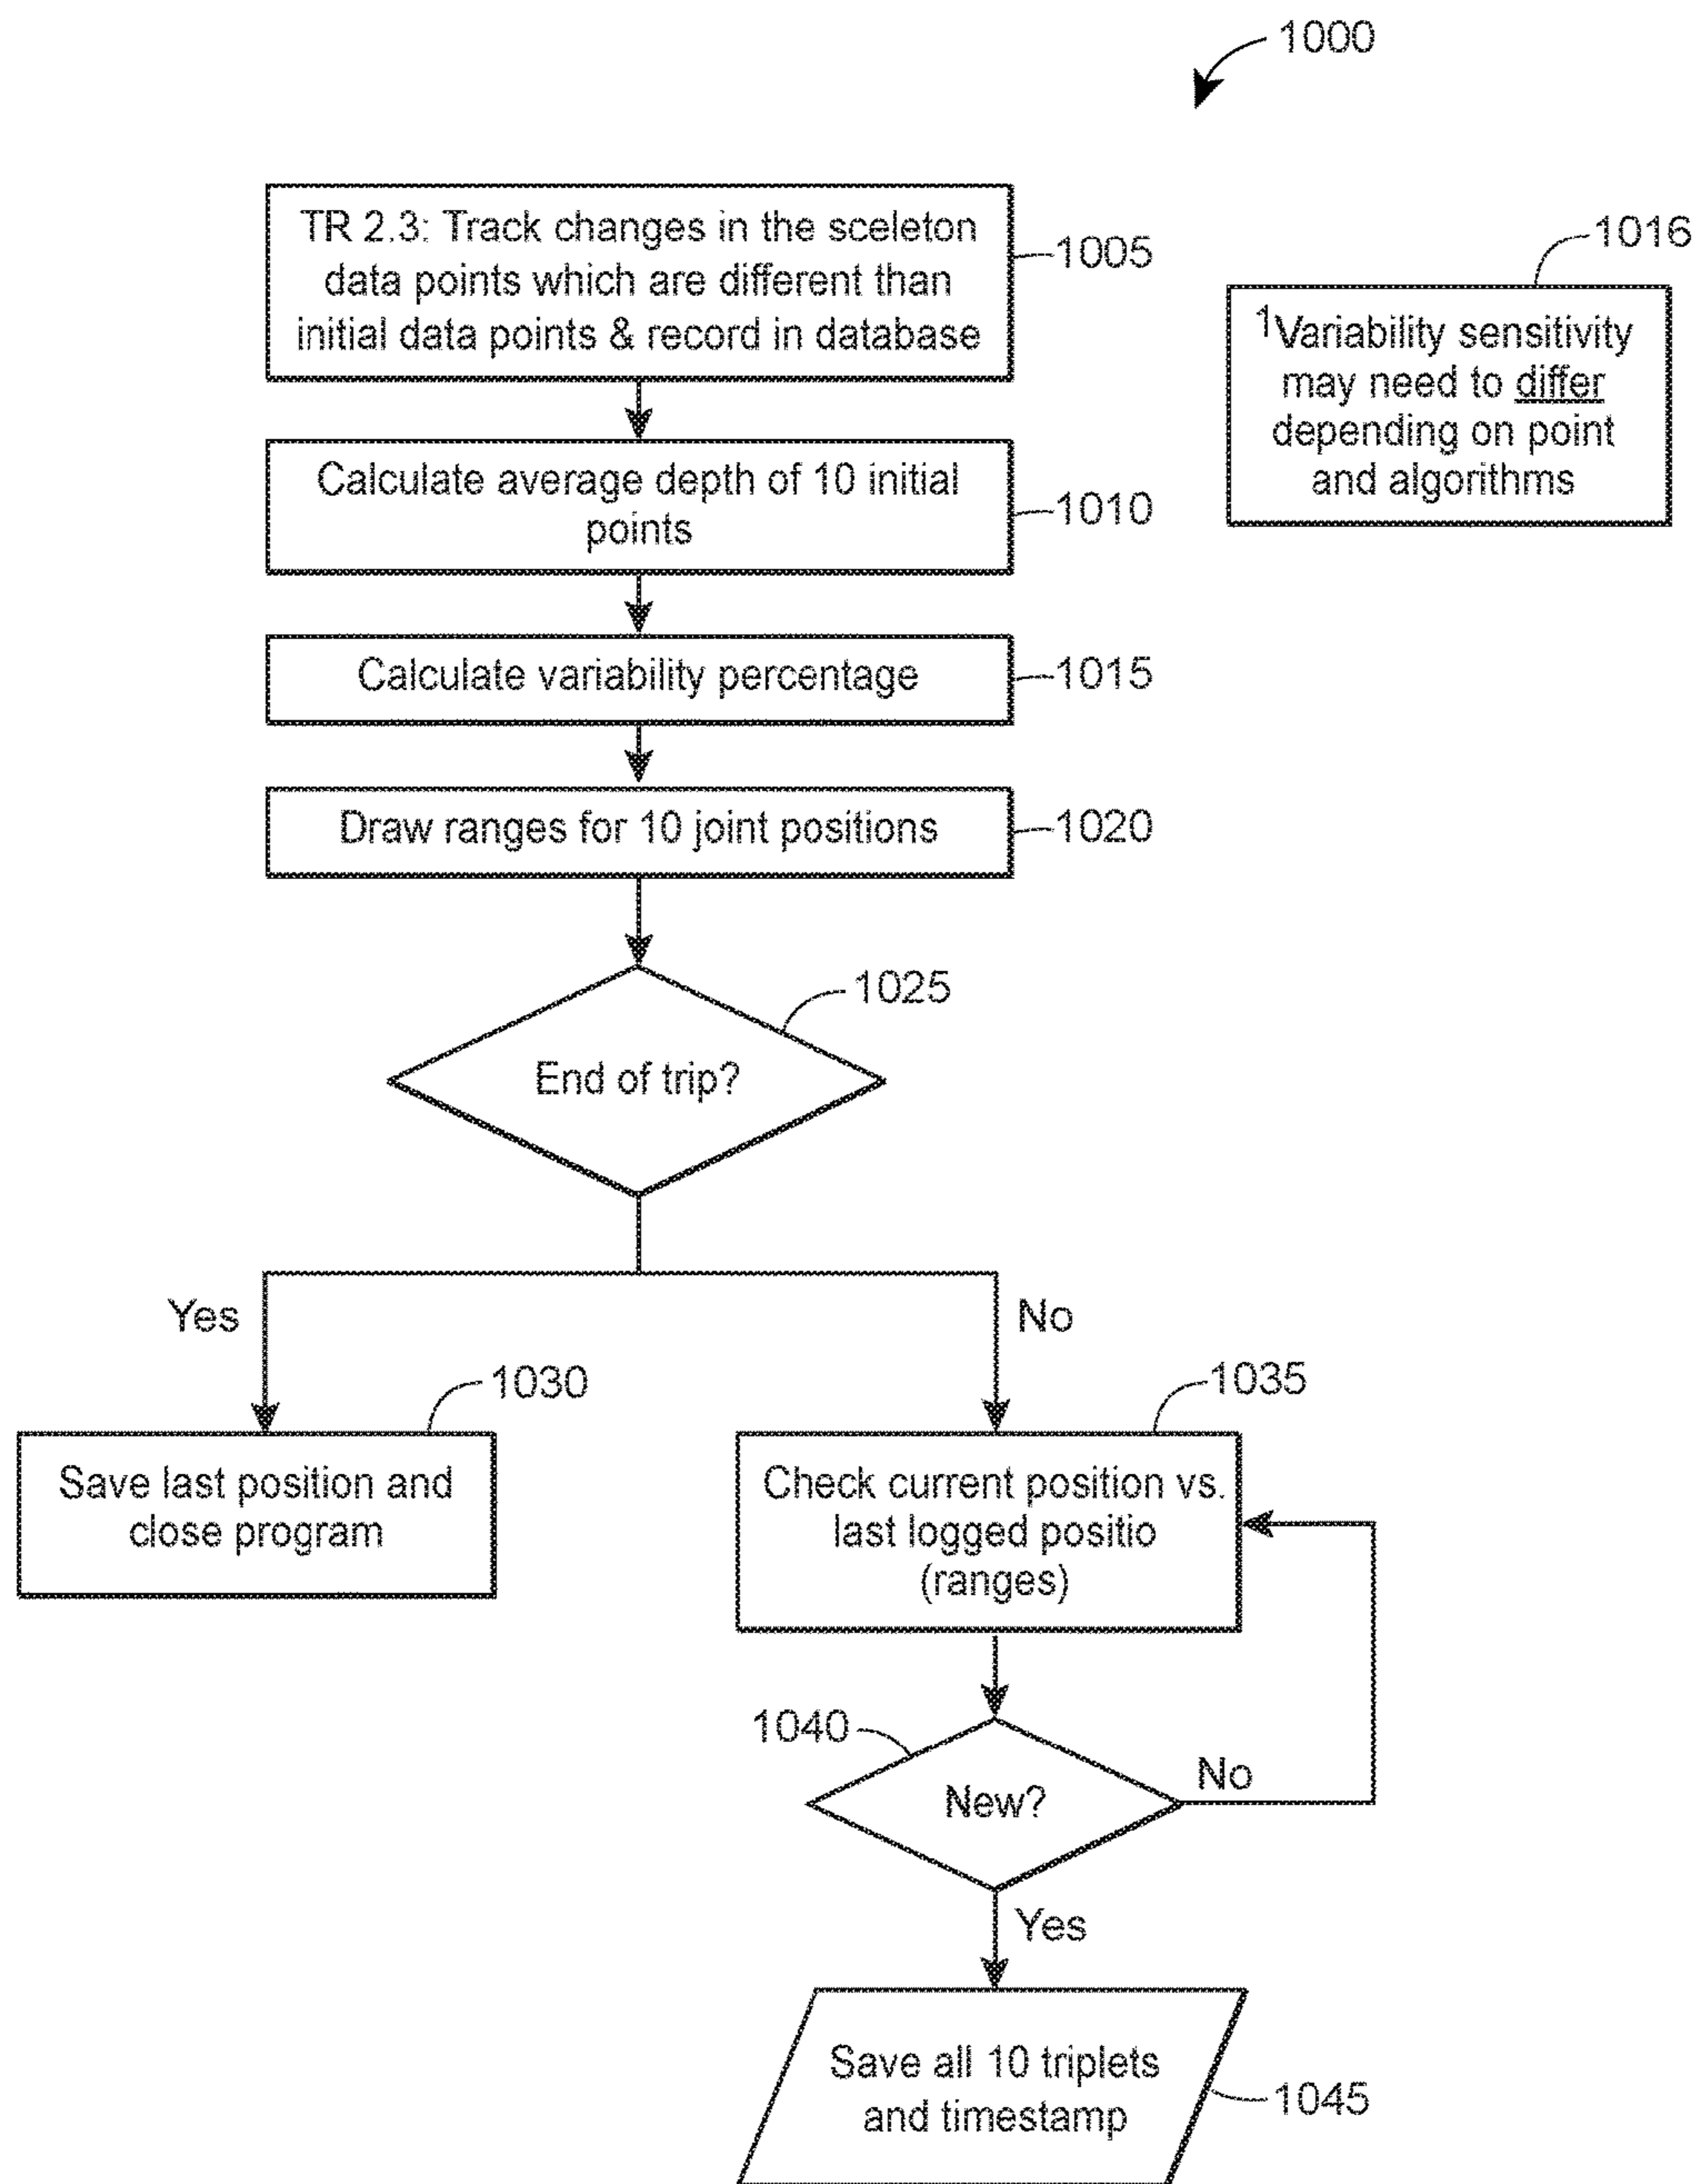 1000
TR 2.3: Track changes in the sceleton
data points which are different than
initial data points & record in database
1005
1016
1Variability sensitivity
may need to differ
depending on point
and algorithms
Calculate average depth of 10 initial
points
1010
Calculate variability percentage
1015
Draw ranges for 10 joint positions
1020
1025
End of trip?
Yes
No
1030
1035
Save last position and
close program
Check current position vs.
last logged positio
(ranges)
1040
New?
No
Yes
Save all 10 triplets
and timestamp
1045